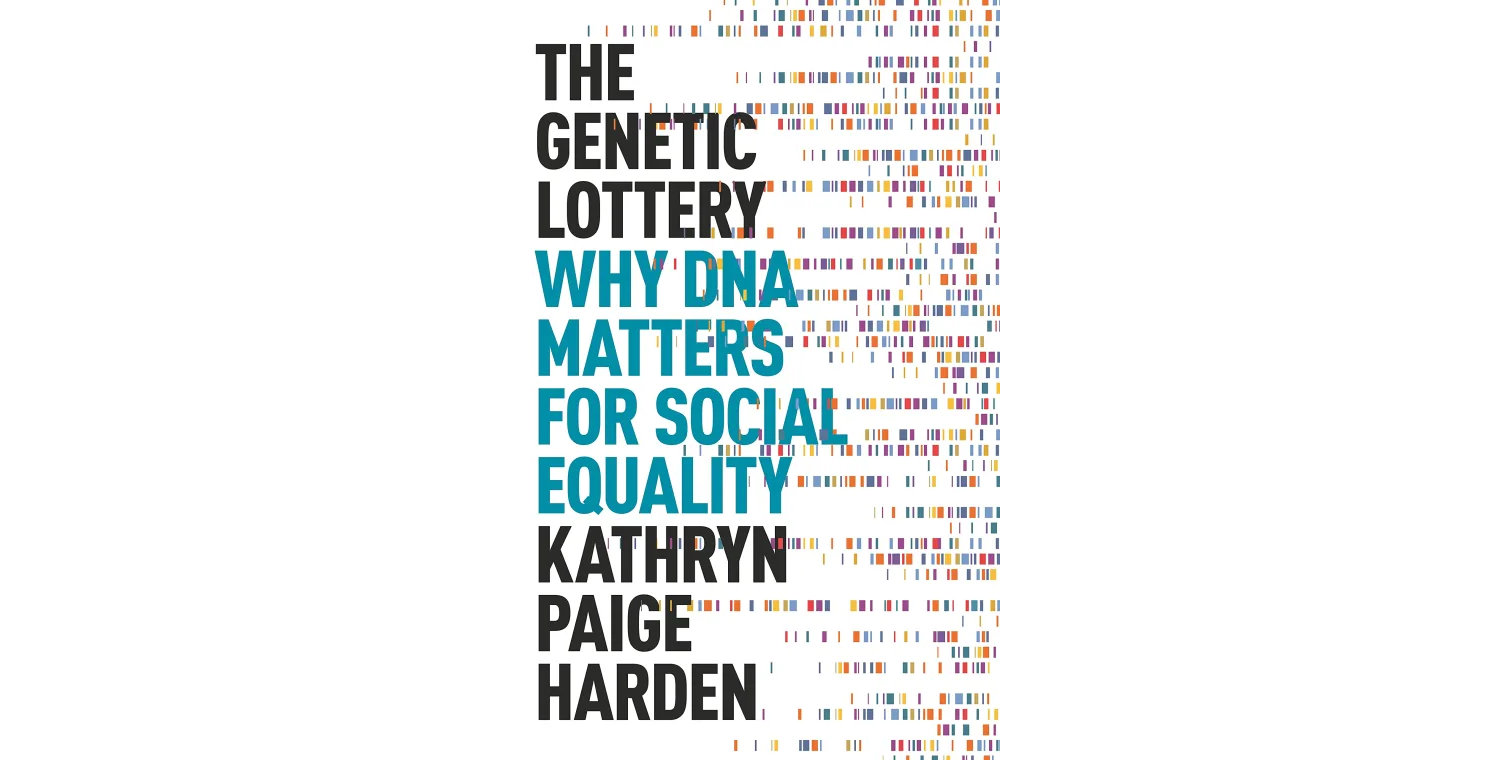 THE
GENETIC
LOTTERY
WHY DNA
MATTERS
FOR SOCIAL
EQUALITY
KATHRYN
PAIGE
HARDEN